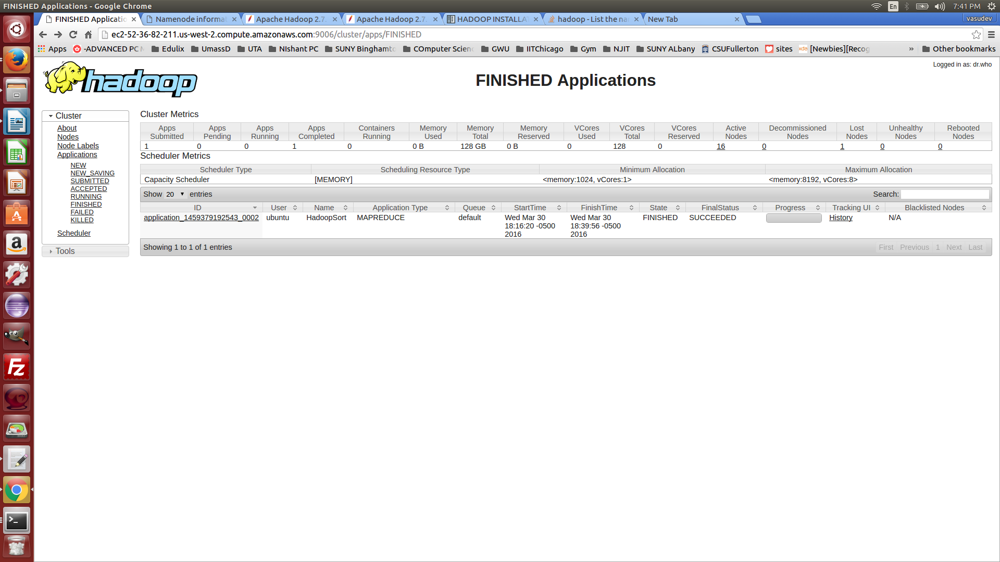 FINISHED Applications - Google Chrome
En
7:41 PM
FINISHED Applicatio
Namenode informat
Apache Hadoop 2.7.
Apache Hadoop 2.7.
HADOOP INSTALLAT
hadoop - List the na
New Tab
vasudev
ec2-52-36-82-211.us-west-2.compute.amazonaws.com:9006/cluster/apps/FINISHED
Apps
-ADVANCED PC M
Edulix
UmassD
UTA
NIshant PC
SUNY Binghamto
COmputer Scienc
GWU
IITChicago
Gym
NJIT
SUNY ALbany
CSUFullerton
sites
xda
[Newbies][Recog
»
Other bookmarks
hadoop
FINISHED Applications
Logged in as: dr.who
Cluster
About
Nodes
Node Labels
Applications
NEW
NEW_SAVING
SUBMITTED
ACCEPTED
RUNNING
FINISHED
FAILED
KILLED
Scheduler
Tools
Cluster Metrics
Apps Submitted Apps Pending Apps Running Apps Completed Containers Running Memory Used Memory Total Memory Reserved VCores Used VCores Total VCores Reserved Active Nodes Decommissioned Nodes Lost Nodes Unhealthy Nodes Rebooted Nodes
1 0 0 1 0 0 B 128 GB 0 B 0 128 0 16 0 1 0 0
Scheduler Metrics
Scheduler Type Scheduling Resource Type Minimum Allocation Maximum Allocation
Capacity Scheduler [MEMORY] <memory:1024, vCores:1> <memory:8192, vCores:8>
Show 20 entries Search:
ID User Name Application Type Queue StartTime FinishTime State FinalStatus Progress Tracking UI Blacklisted Nodes
application_1459379192543_0002 ubuntu HadoopSort MAPREDUCE default Wed Mar 30 18:16:20 -0500 2016 Wed Mar 30 18:39:56 -0500 2016 FINISHED SUCCEEDED History N/A
Showing 1 to 1 of 1 entries First Previous 1 Next Last